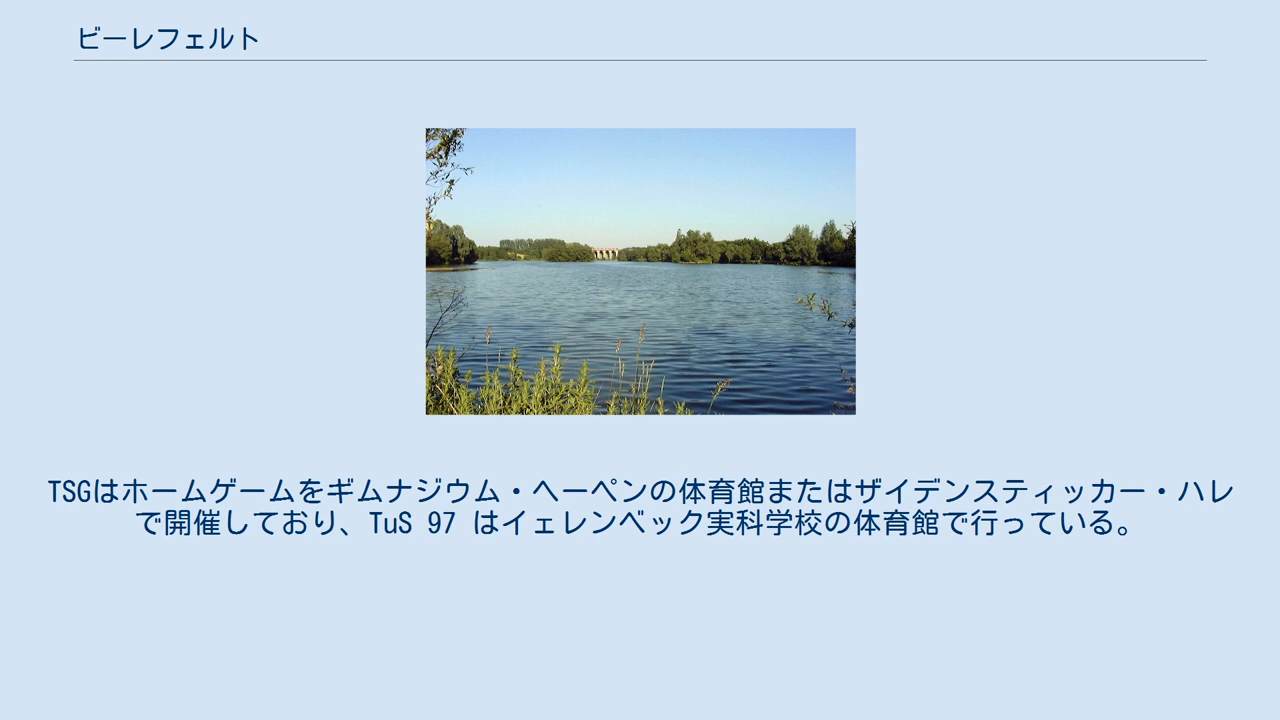 ビーレフェルト
TSGはホームゲームをギムナジウム・ヘーペンの体育館またはザイデンスティッカー・ハレ
で開催しており、TuS 97 はイェレンベック実科学校の体育館で行っている。